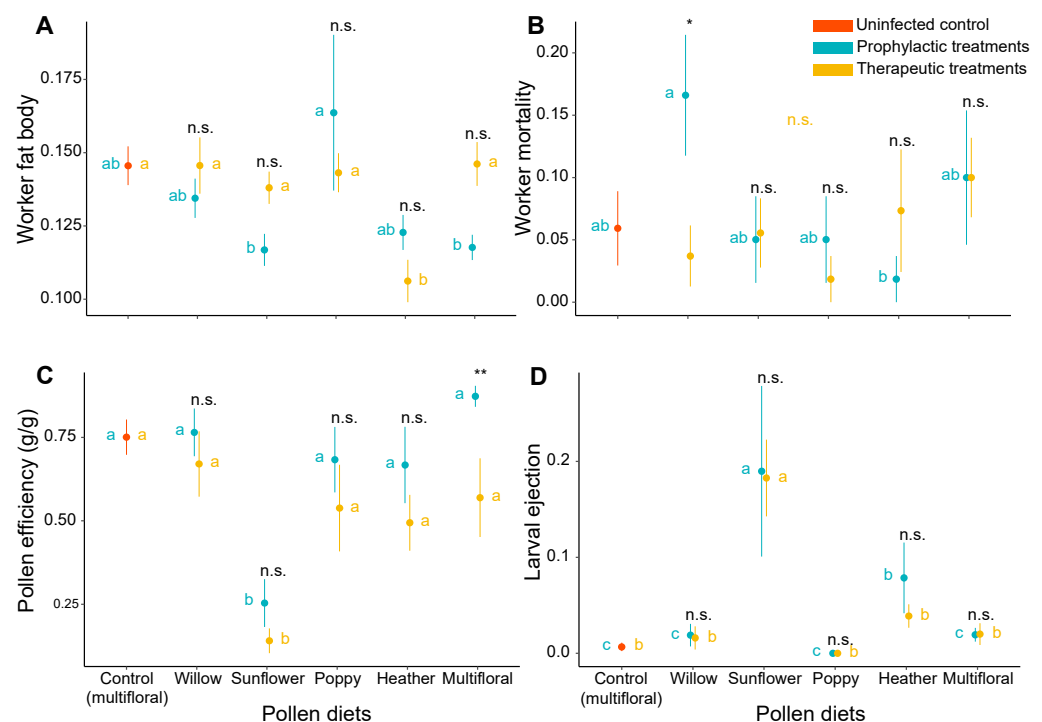 A
B
Uninfected control
Prophylactic treatments
Therapeutic treatments
Worker fat body
0.175
0.150
0.125
0.100
ab a
n.s.
ab a
n.s.
b a
n.s.
a a
n.s.
ab b
n.s.
b a
Worker mortality
0.20
0.15
0.10
0.05
0.00
ab
*
a
n.s.
n.s.
ab
n.s.
ab
n.s.
b
n.s.
ab
C
D
Pollen efficiency (g/g)
0.75
0.50
0.25
a a
n.s.
a a
n.s.
b b
n.s.
a a
n.s.
a a
**
a a
Control
(multifloral)
Willow
Sunflower
Poppy
Heather
Multifloral
Pollen diets
Larval ejection
0.2
0.1
0.0
c b
n.s.
c b
n.s.
a a
n.s.
c b
n.s.
b b
n.s.
c b
Control
(multifloral)
Willow
Sunflower
Poppy
Heather
Multifloral
Pollen diets